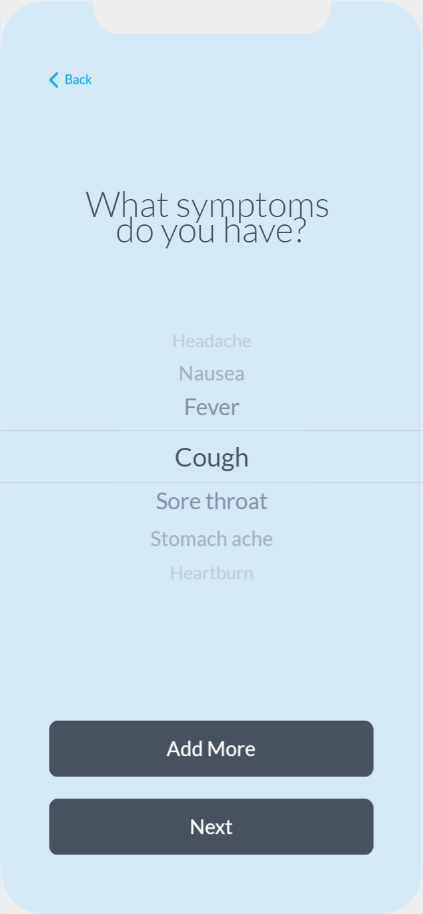 Back
What symptoms
do you have?
Headache
Nausea
Fever
Cough
Sore throat
Stomach ache
Heartburn
Add More
Next